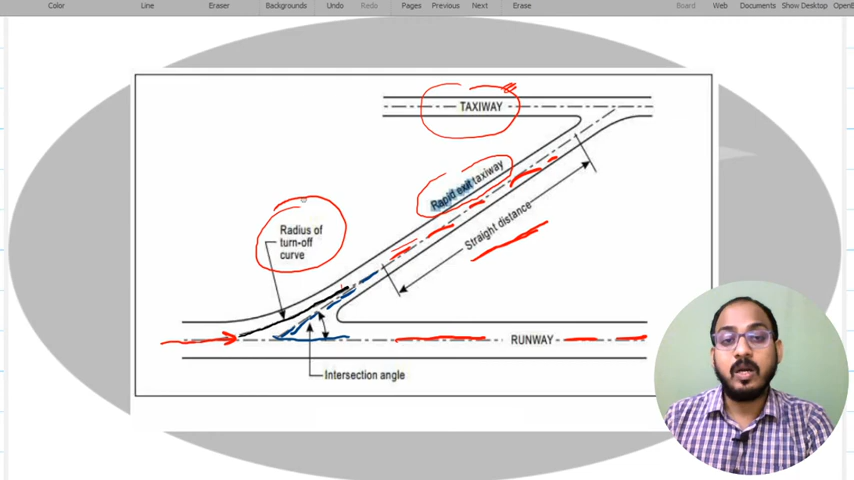 Color Line Eraser Backgrounds Undo Redo Pages Previous Next Erase Board Web Documents Show Desktop
TAXIWAY
Rapid exit taxiway
Radius of
turn-off
curve
Straight distance
RUNWAY
Intersection angle